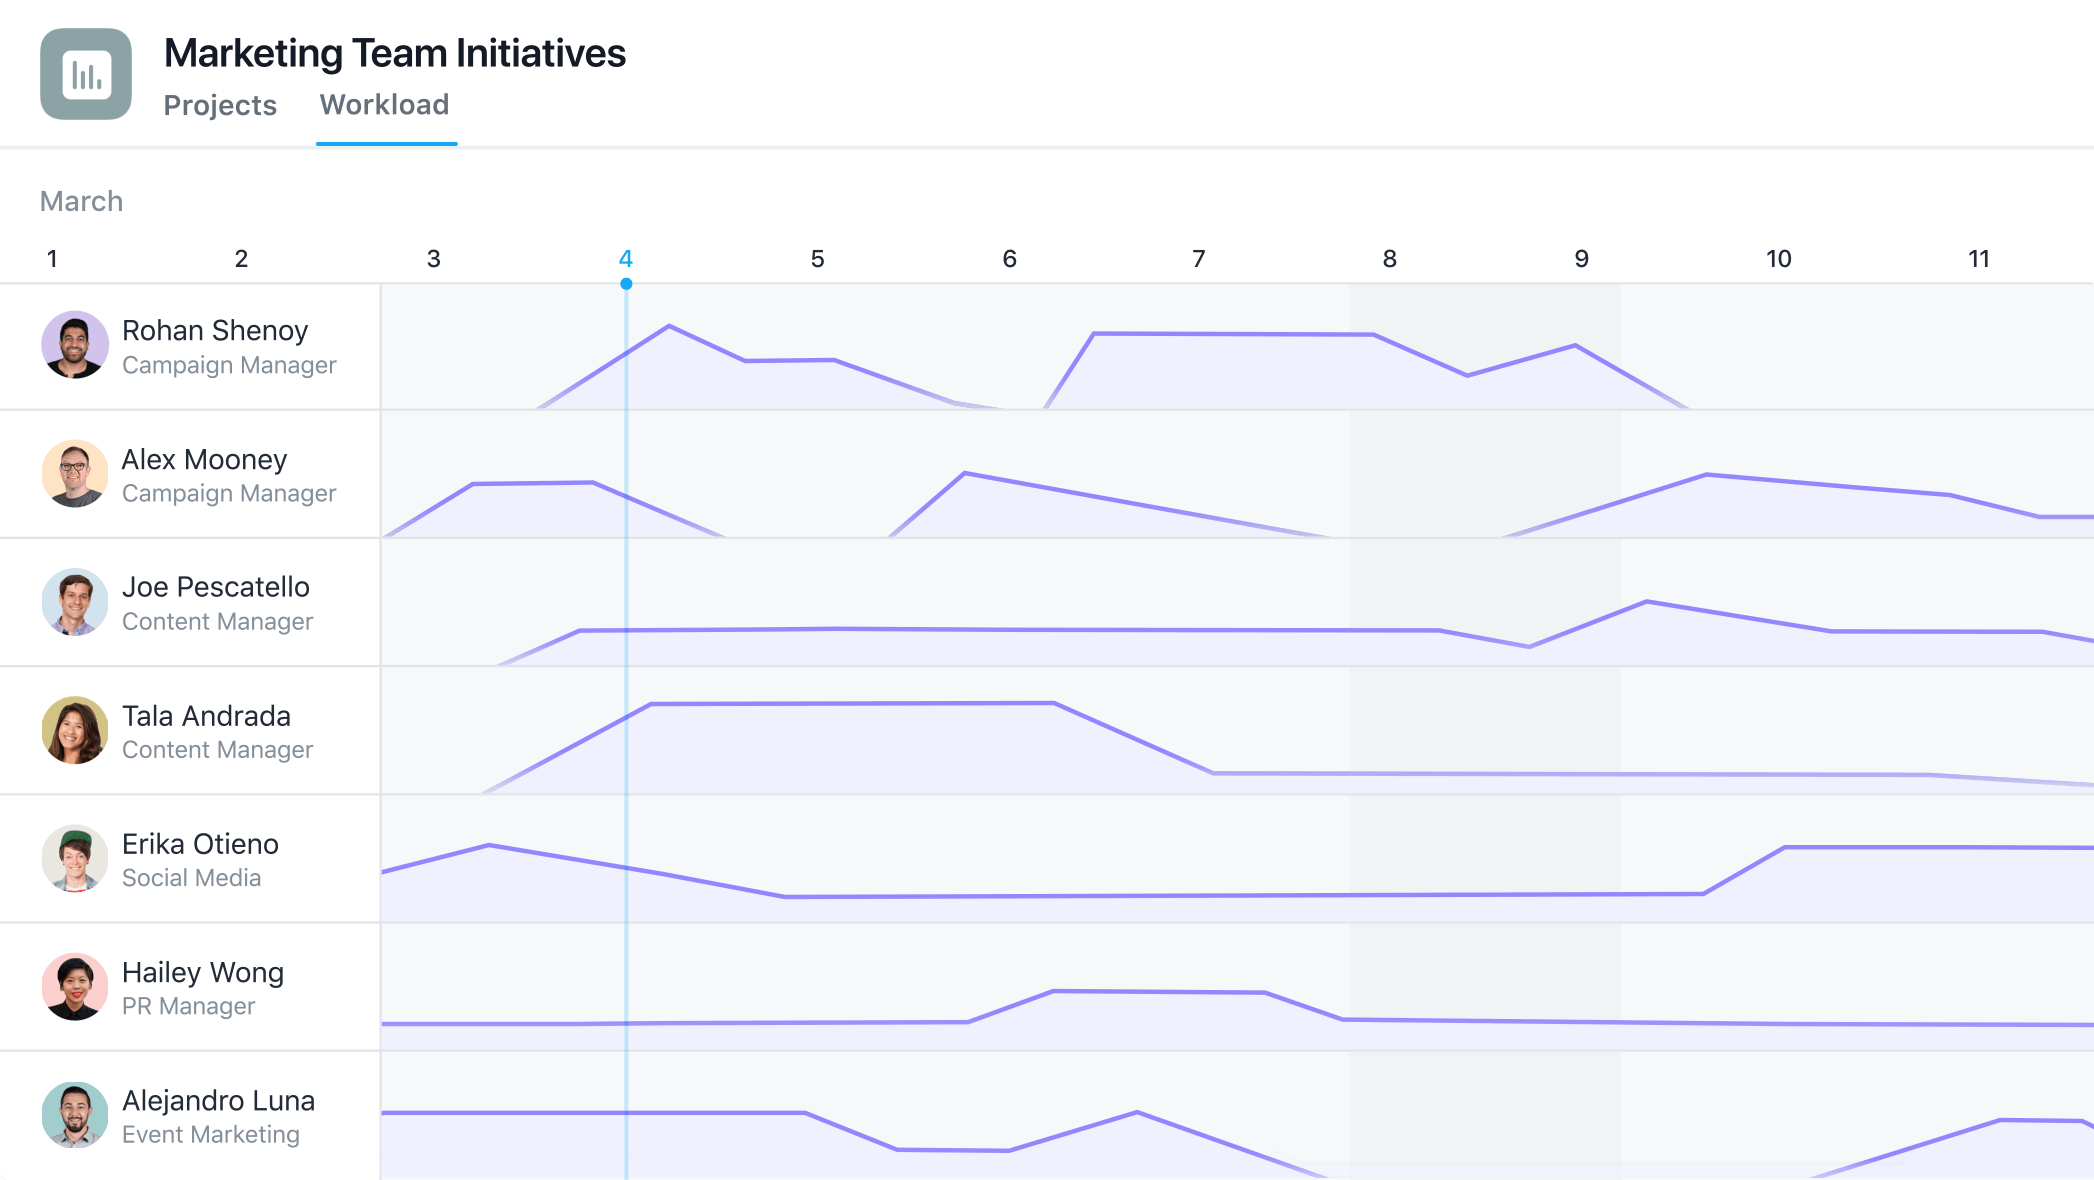 Marketing Team Initiatives
Projects Workload
March
1 2 3 4 5 6 7 8 9 10 11
Rohan Shenoy
Campaign Manager
Alex Mooney
Campaign Manager
Joe Pescatello
Content Manager
Tala Andrada
Content Manager
Erika Otieno
Social Media
Hailey Wong
PR Manager
Alejandro Luna
Event Marketing